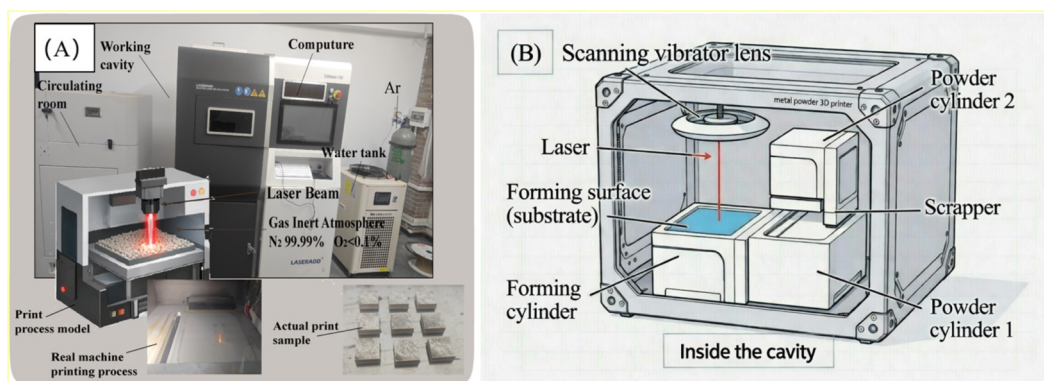 (A)
Working
cavity
Computure
Circulating
room
Ar
Water tank
Laser Beam
Gas Inert Atmosphere
N₂ 99.99% O₂<0.1%
LASERADD
Print
process model
Real machine
printing process
Actual print
sample
(B)
Scanning vibrator lens
Powder
cylinder 2
metal powder 3D printer
Laser
Forming surface
(substrate)
Scrapper
Forming
cylinder
Powder
cylinder 1
Inside the cavity